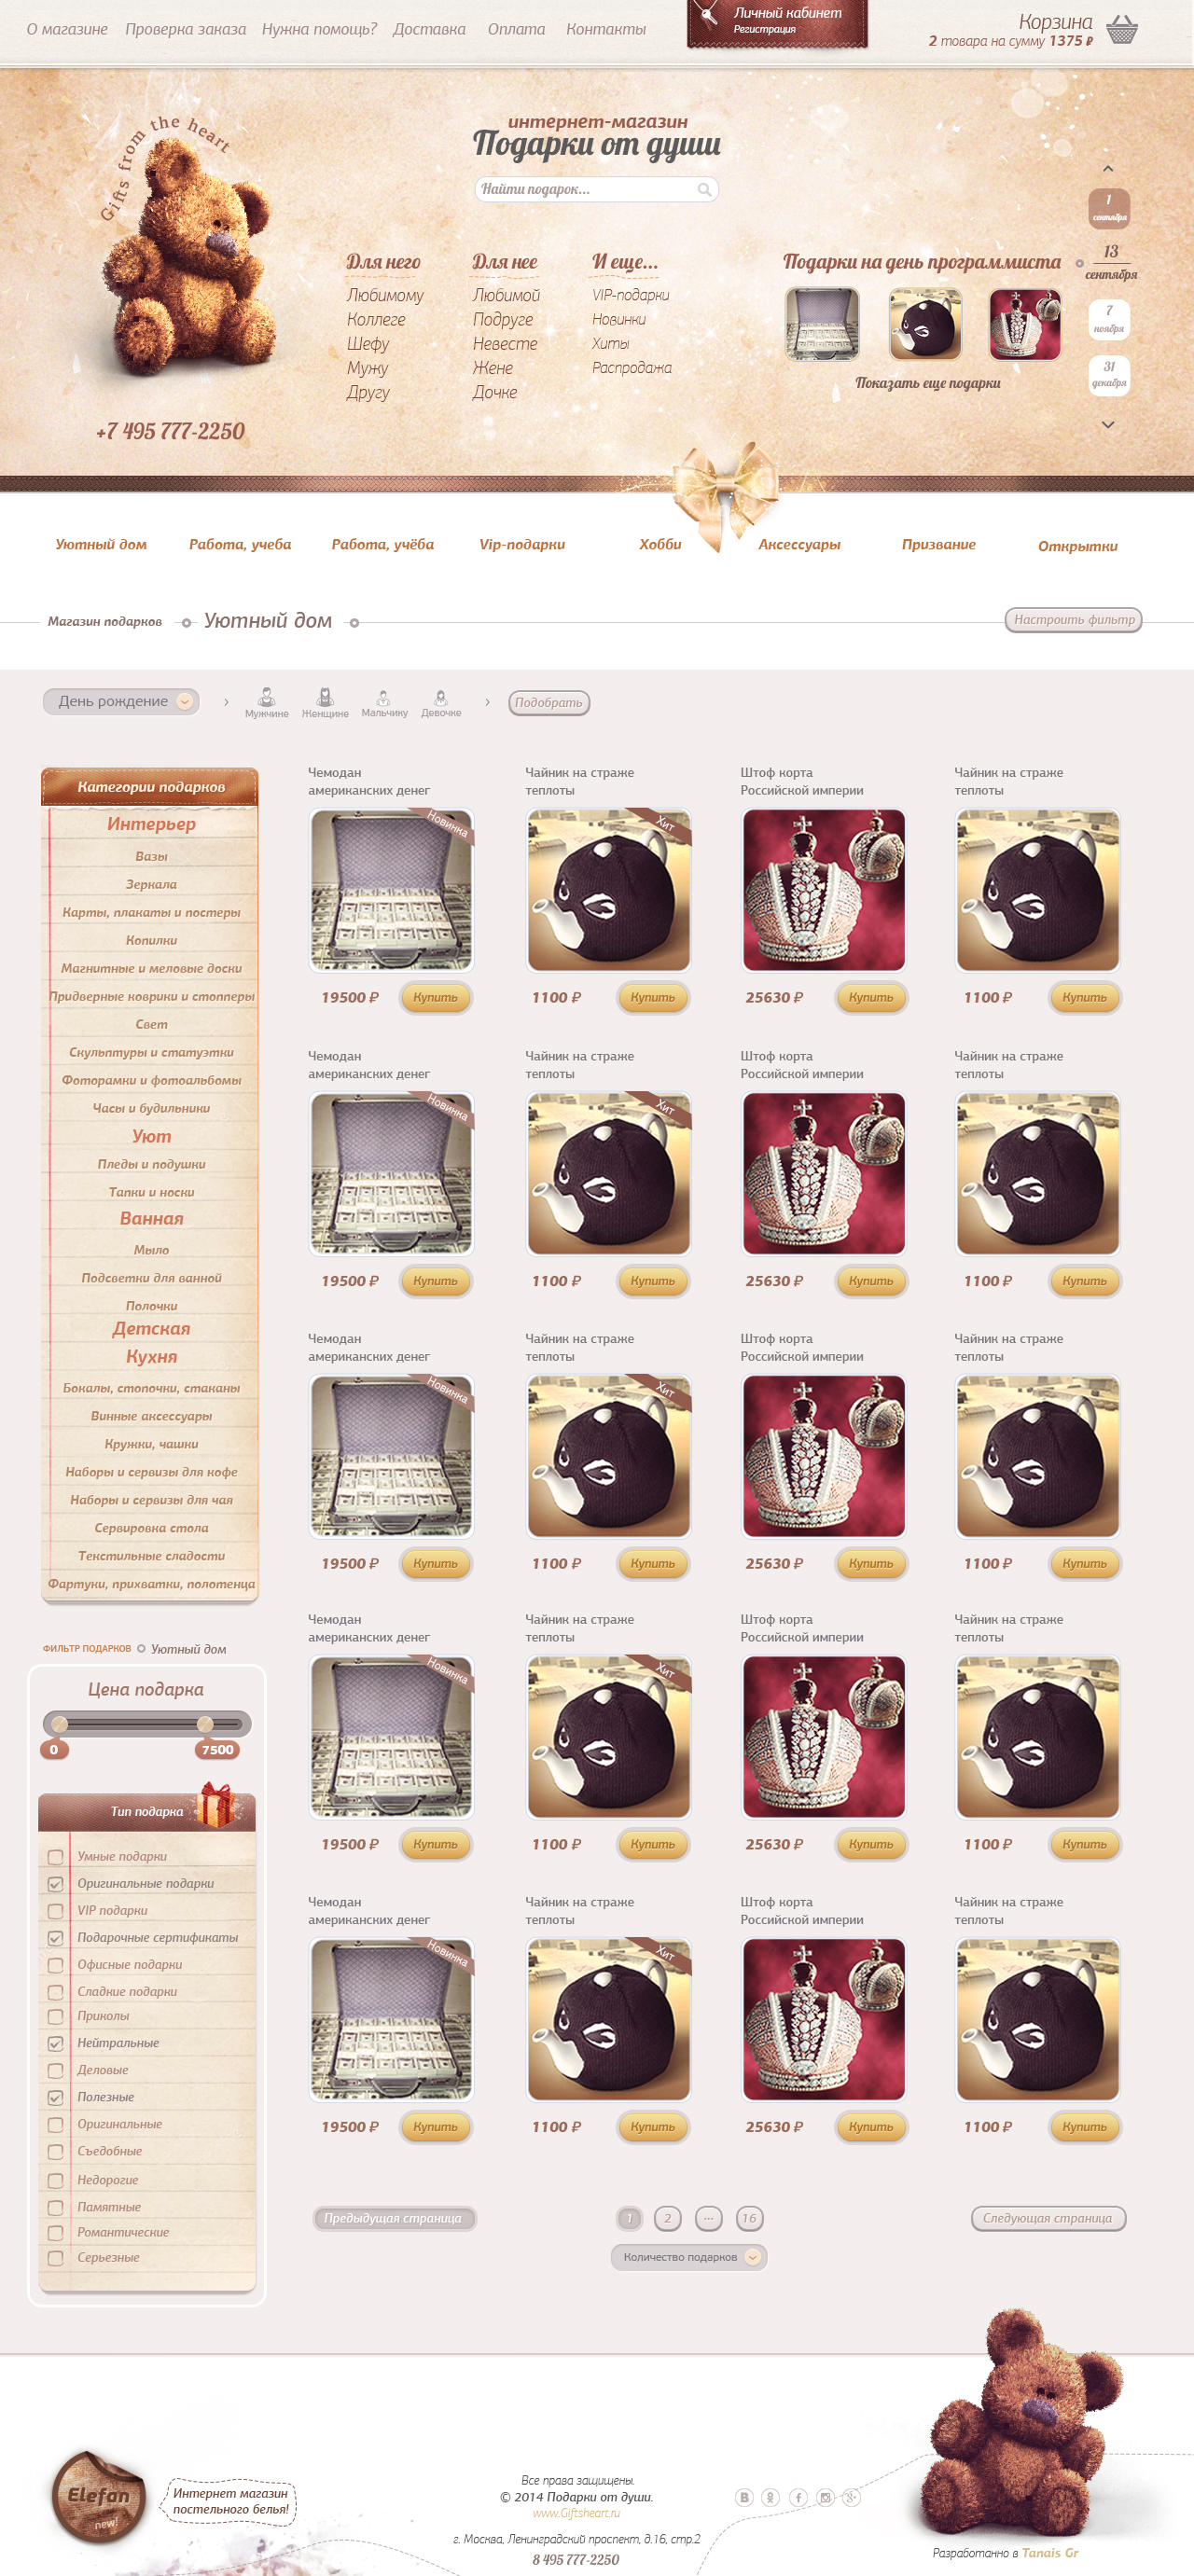 О магазине Проверка заказа Нужна помощь? Доставка Оплата Контакты
Личный кабинет
Регистрация
Корзина
2 товара на сумму 1375 ₽
Gifts from the heart
интернет-магазин
Подарки от души
Найти подарок...
+7 495 777-2250
Для него
Любимому
Коллеге
Шефу
Мужу
Другу
Для нее
Любимой
Подруге
Невесте
Жене
Дочке
И еще...
VIP-подарки
Новинки
Хиты
Распродажа
Подарки на день программиста
Показать еще подарки
1
сентября
13
сентября
7
ноября
31
декабря
Уютный дом Работа, учеба Работа, учёба Vip-подарки Хобби Аксессуары Призвание Открытки
Магазин подарков Уютный дом Настроить фильтр
День рождение Мужчине Женщине Мальчику Девочке Подобрать
Категории подарков
Интерьер
Вазы
Зеркала
Карты, плакаты и постеры
Копилки
Магнитные и меловые доски
Придверные коврики и стопперы
Свет
Скульптуры и статуэтки
Фоторамки и фотоальбомы
Часы и будильники
Уют
Пледы и подушки
Тапки и носки
Ванная
Мыло
Подсветки для ванной
Полочки
Детская
Кухня
Бокалы, стопочки, стаканы
Винные аксессуары
Кружки, чашки
Наборы и сервизы для кофе
Наборы и сервизы для чая
Сервировка стола
Текстильные сладости
Фартуки, прихватки, полотенца
ФИЛЬТР ПОДАРКОВ Уютный дом
Цена подарка
0 7500
Тип подарка
Умные подарки
Оригинальные подарки
VIP подарки
Подарочные сертификаты
Офисные подарки
Сладкие подарки
Приколы
Нейтральные
Деловые
Полезные
Оригинальные
Съедобные
Недорогие
Памятные
Романтические
Серьезные
Чемодан Чайник на страже Штоф корта Чайник на страже
американских денег теплоты Российской империи теплоты
Новинка Хит
19500 ₽ Купить 1100 ₽ Купить 25630 ₽ Купить 1100 ₽ Купить
Чемодан Чайник на страже Штоф корта Чайник на страже
американских денег теплоты Российской империи теплоты
Новинка Хит
19500 ₽ Купить 1100 ₽ Купить 25630 ₽ Купить 1100 ₽ Купить
Чемодан Чайник на страже Штоф корта Чайник на страже
американских денег теплоты Российской империи теплоты
Новинка Хит
19500 ₽ Купить 1100 ₽ Купить 25630 ₽ Купить 1100 ₽ Купить
Чемодан Чайник на страже Штоф корта Чайник на страже
американских денег теплоты Российской империи теплоты
Новинка Хит
19500 ₽ Купить 1100 ₽ Купить 25630 ₽ Купить 1100 ₽ Купить
Чемодан Чайник на страже Штоф корта Чайник на страже
американских денег теплоты Российской империи теплоты
Новинка Хит
19500 ₽ Купить 1100 ₽ Купить 25630 ₽ Купить 1100 ₽ Купить
Предыдущая страница 1 2 ... 16 Следующая страница
Количество подарков
Elefan
new!
Интернет магазин
постельного белья!
Все права защищены.
© 2014 Подарки от души.
www.Giftsheart.ru
г. Москва, Ленинградский проспект, д.16, стр.2
8 495 777-2250
Разработанно в Tanais Gr